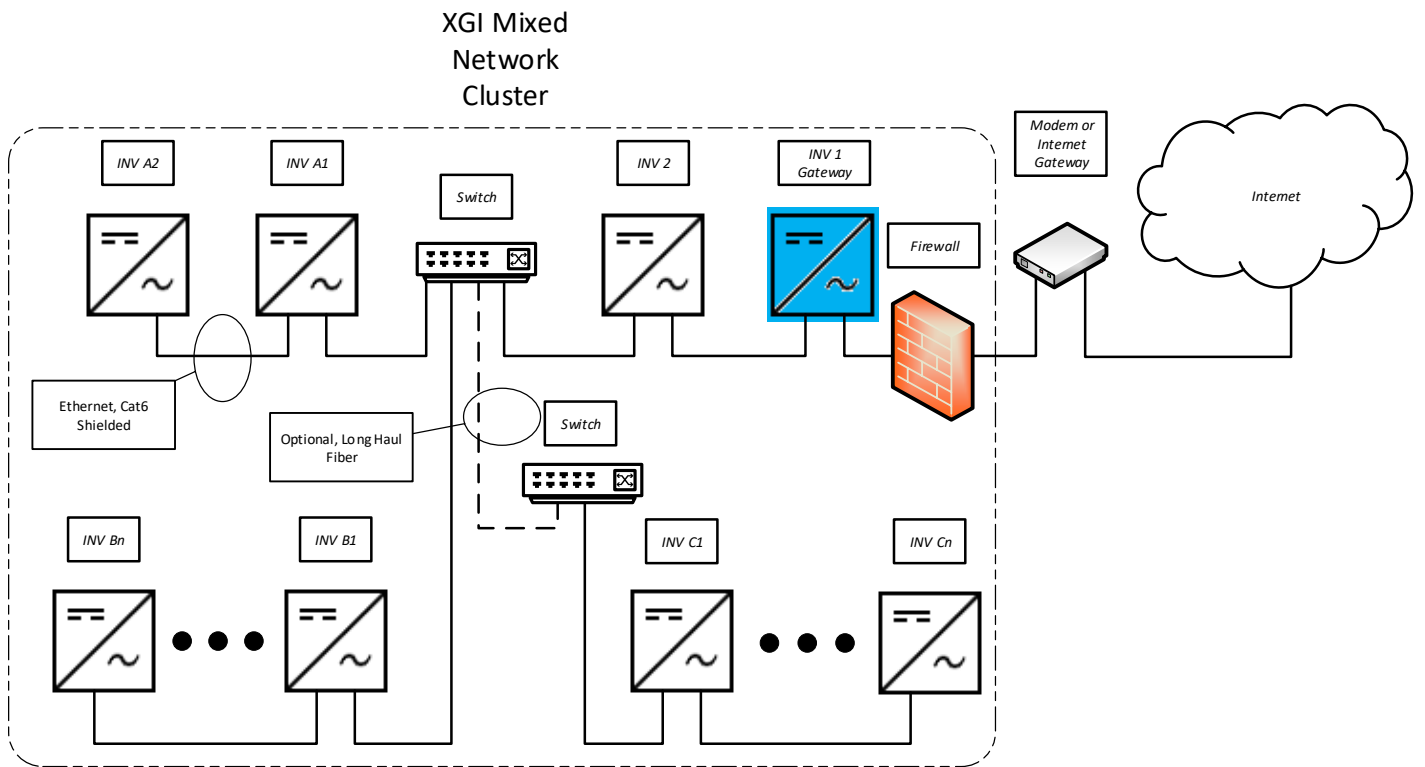 XGI Mixed
Network
Cluster
INV A2
INV A1
Switch
INV 2
INV 1
Gateway
Firewall
Modem or
Internet
Gateway
Internet
Ethernet, Cat6
Shielded
Optional, Long Haul
Fiber
Switch
INV Bn
INV B1
INV C1
INV Cn